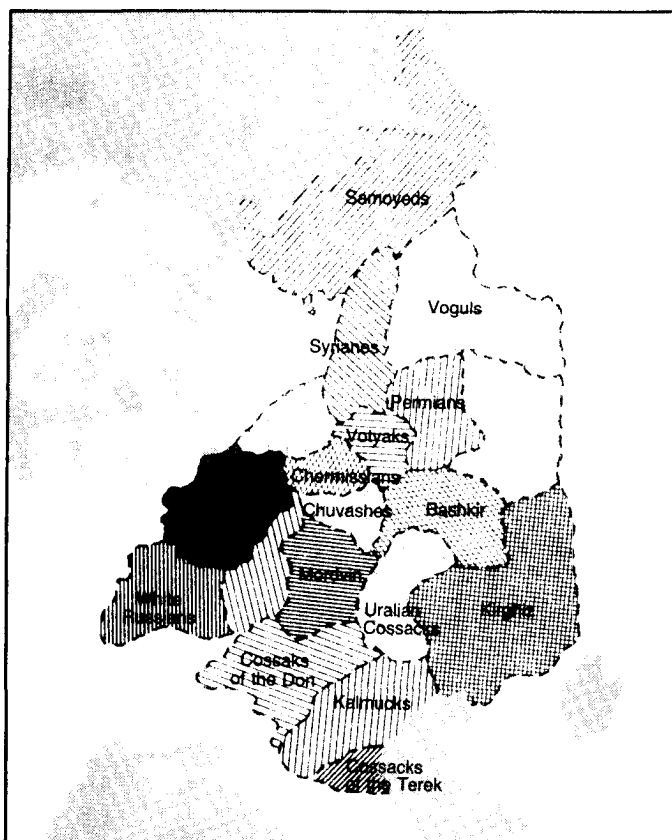 Samoyeds
Voguls
Syrianes
Permians
Votyaks
Chermissians
Chuvashes
Bashkir
Mordvin
White
Russians
Uralian
Cossacks
Kirghiz
Cossaks
of the Don
Kalmucks
Cossacks
of the Terek